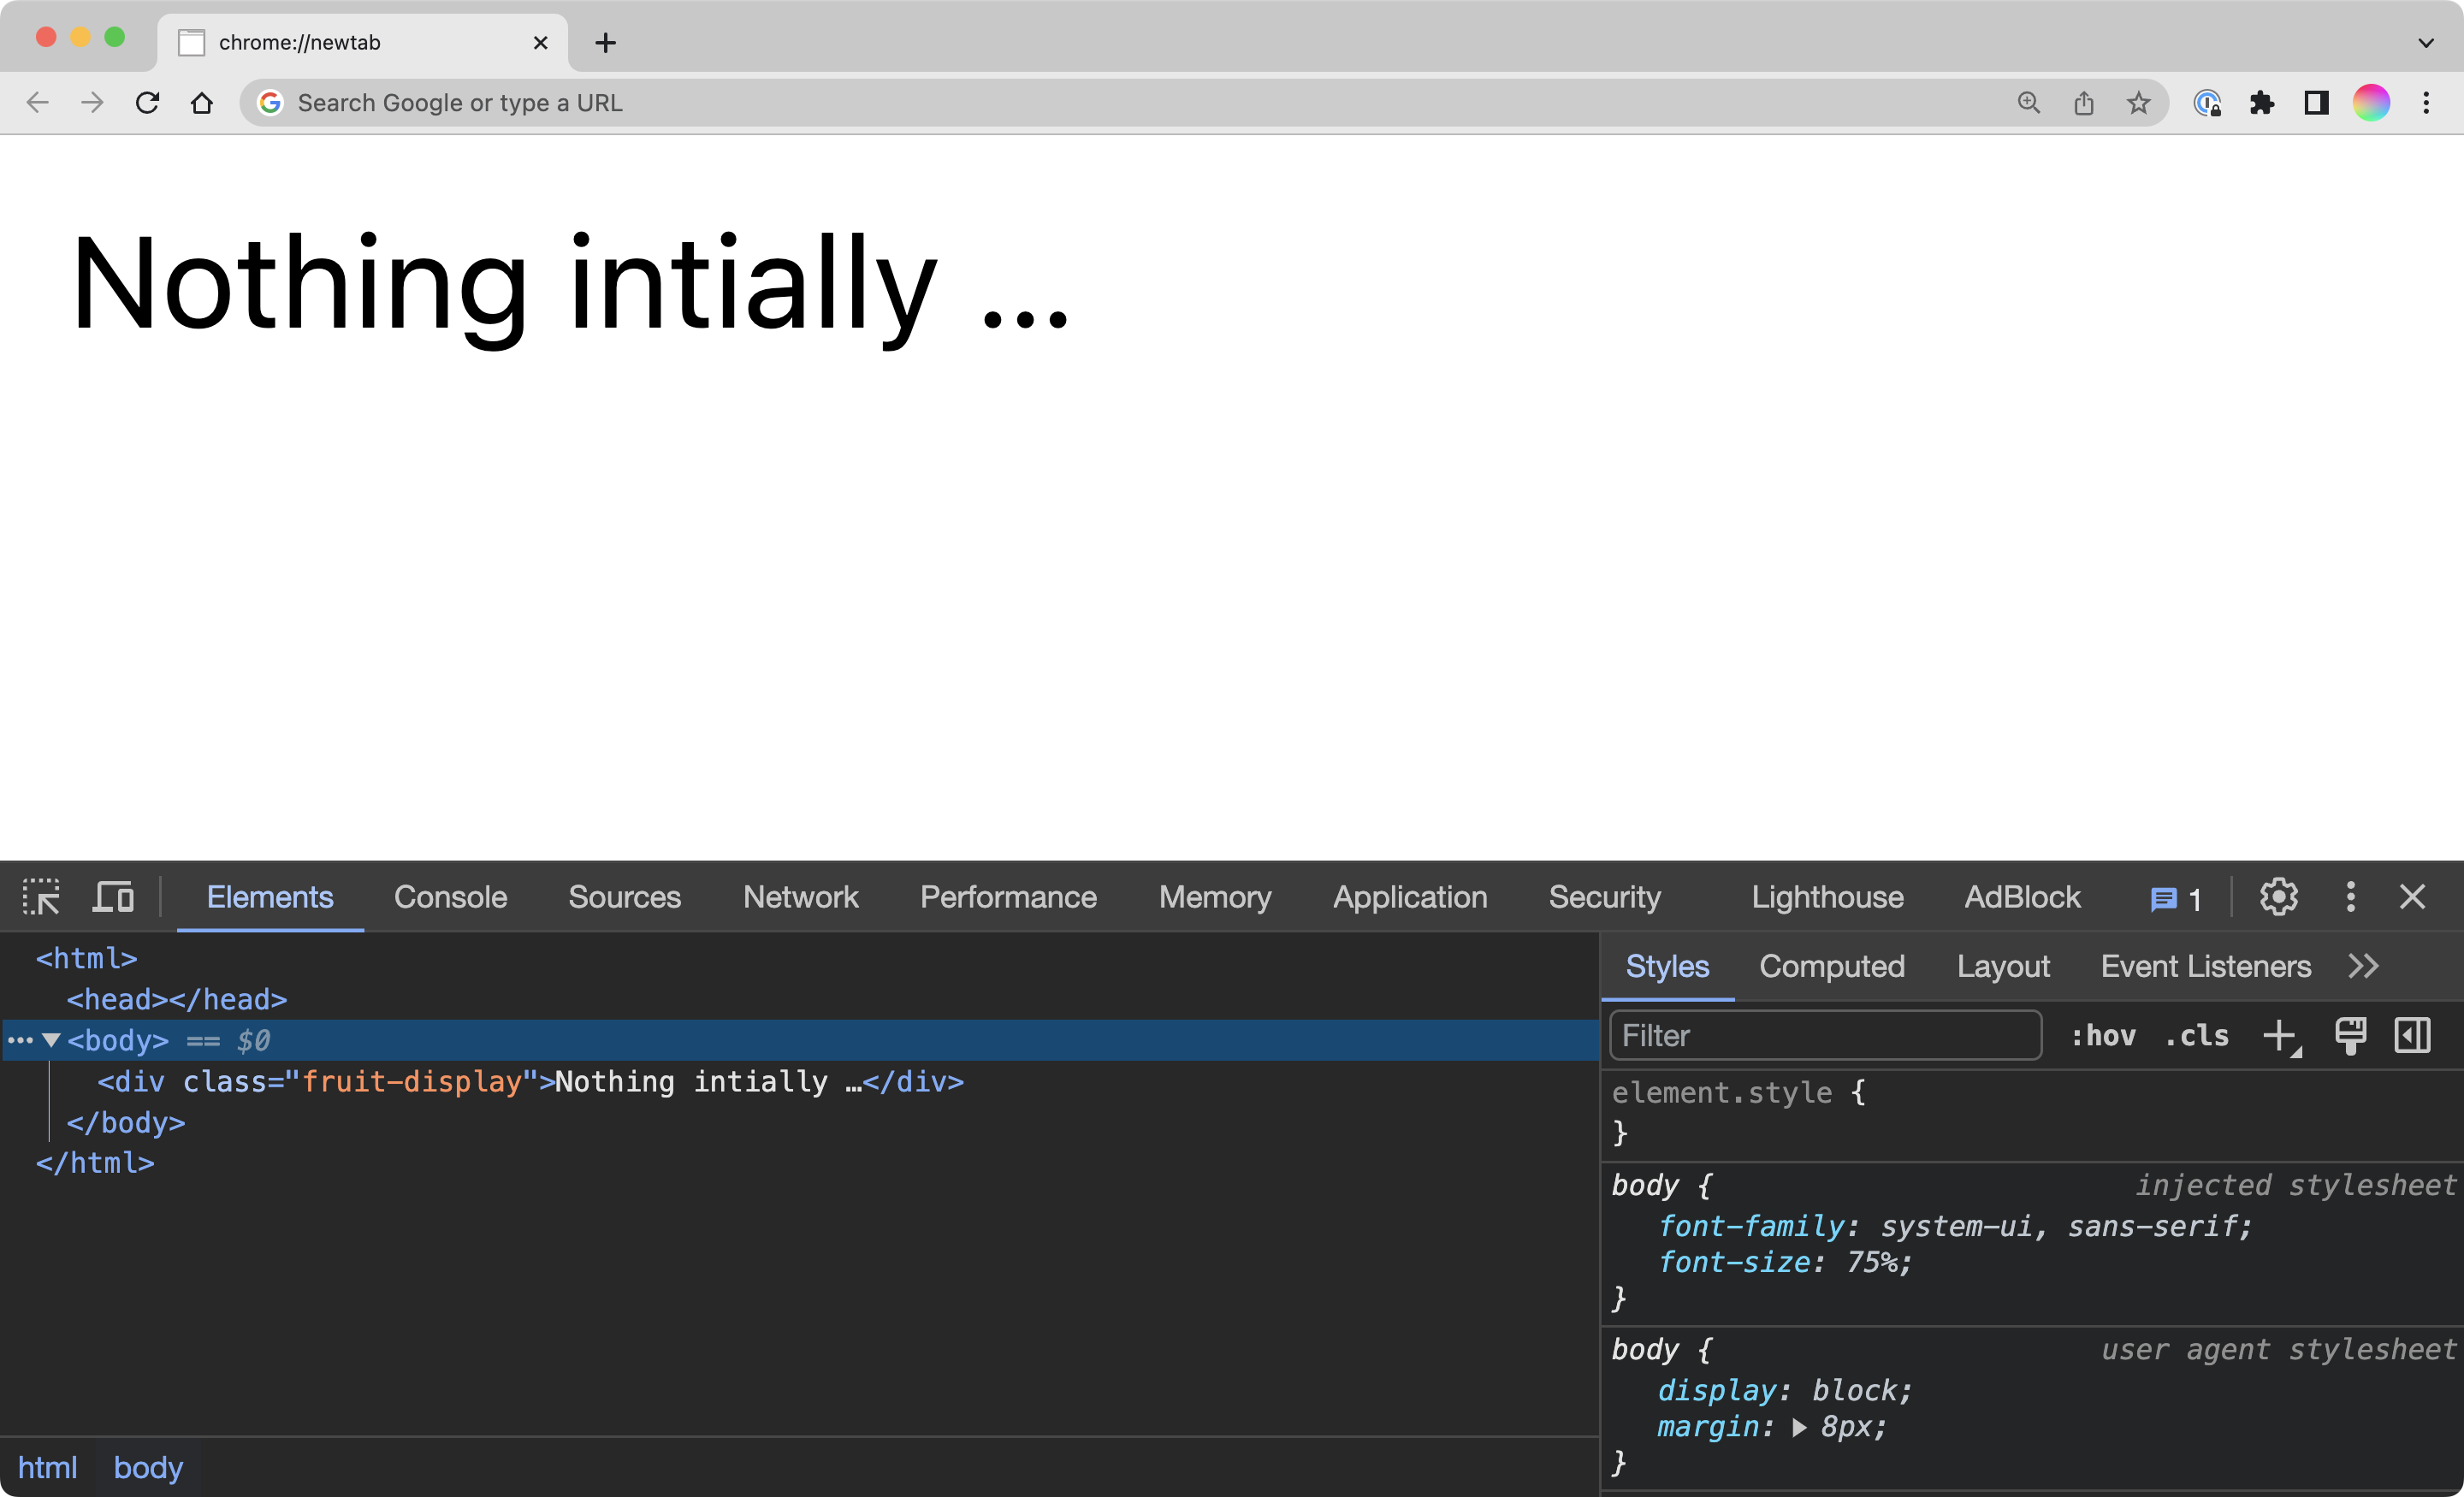 chrome://newtab
Search Google or type a URL
Nothing intially ...
Elements Console Sources Network Performance Memory Application Security Lighthouse AdBlock 1
<html>
<head></head>
<body> == $0
<div class="fruit-display">Nothing intially …</div>
</body>
</html>
html body
Styles Computed Layout Event Listeners
Filter :hov .cls
element.style {
}
body { injected stylesheet
font-family: system-ui, sans-serif;
font-size: 75%;
}
body { user agent stylesheet
display: block;
margin: 8px;
}